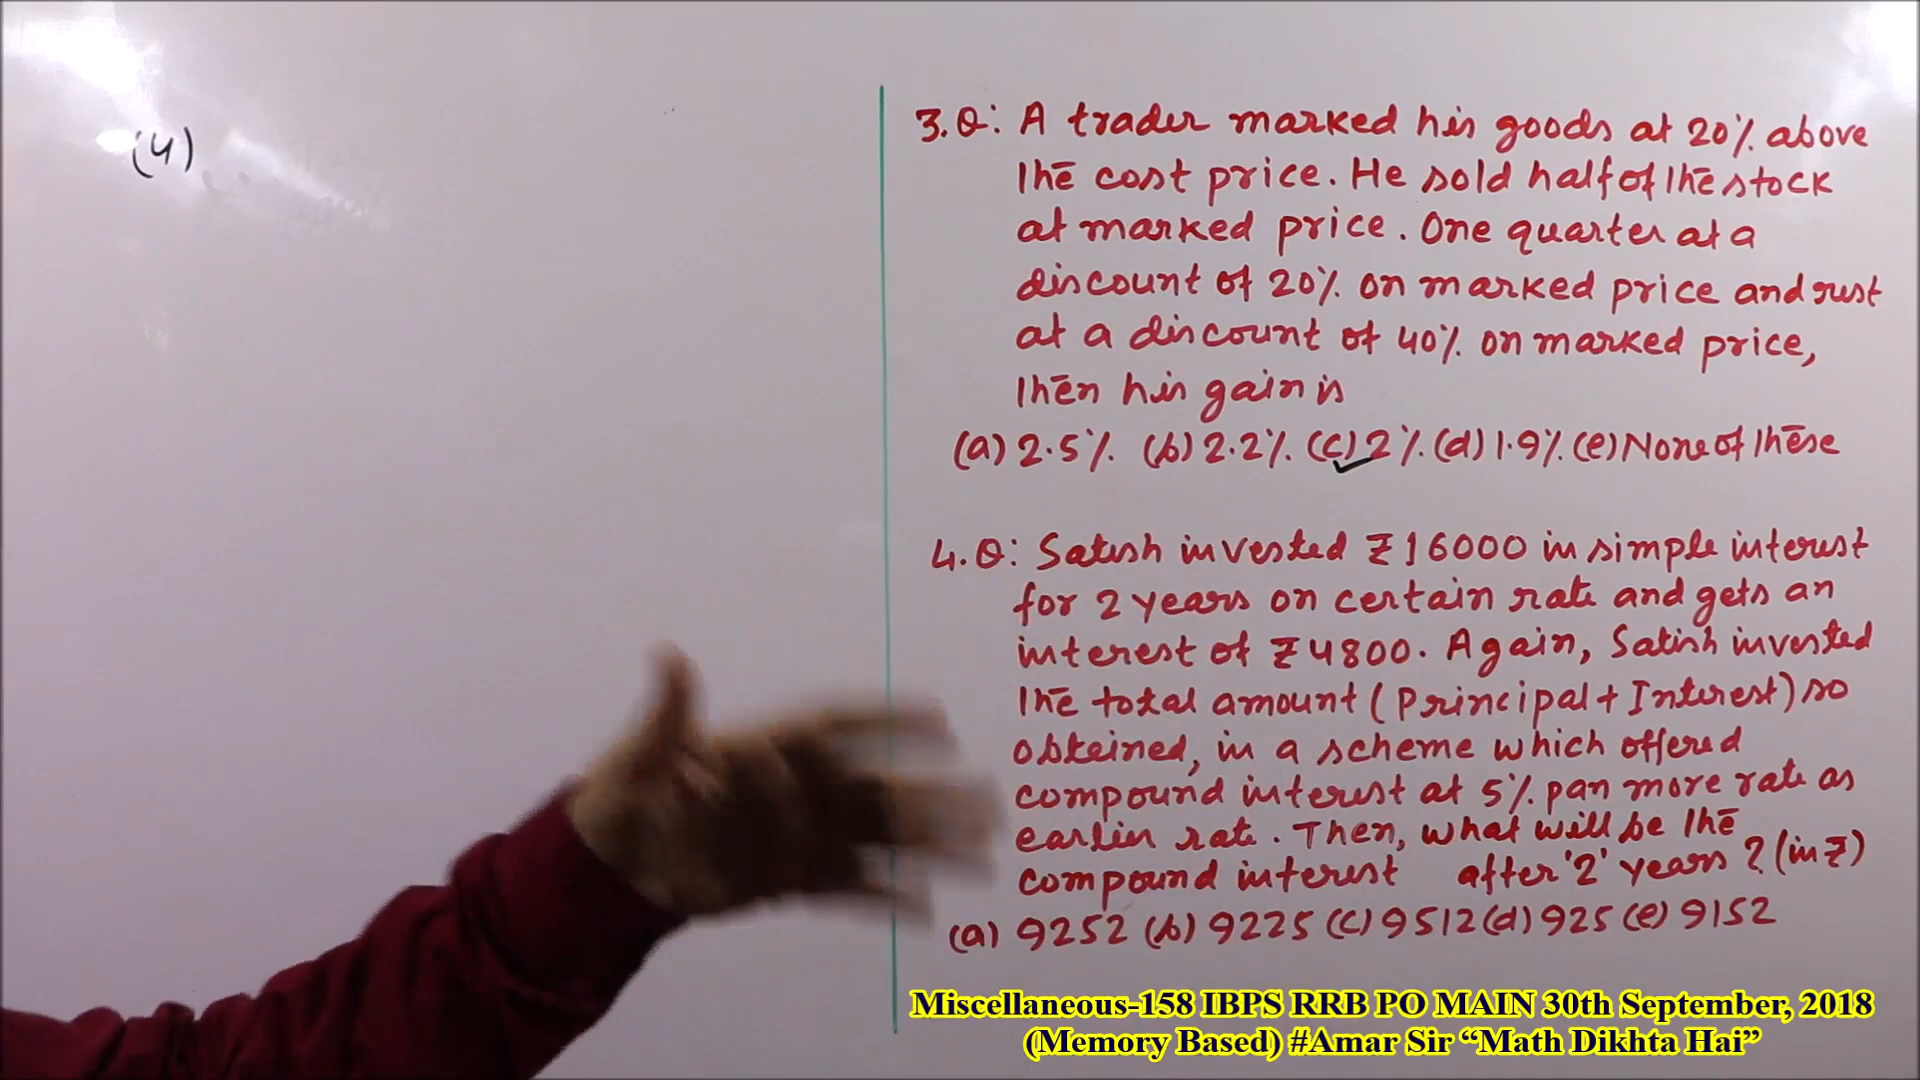 (4)
3.Q: A trader marked his goods at 20% above
the cost price. He sold half of the stock
at marked price. One quarter at a
discount of 20% on marked price and rest
at a discount of 40% on marked price,
then his gain is
(a) 2.5% (b) 2.2% (c) 2% (d) 1.9% (e) None of these
4.Q: Satish invested ₹16000 in simple interest
for 2 years on certain rate and gets an
interest of ₹4800. Again, Satish invested
the total amount (Principal + Interest) so
obteined, in a scheme which offered
compound interest at 5% pan more rate as
earlier rate. Then, what will be the
compound interest after '2' years ? (in ₹)
(a) 9252 (b) 9225 (c) 9512 (d) 925 (e) 9152
Miscellaneous-158 IBPS RRB PO MAIN 30th September, 2018
(Memory Based) #Amar Sir “Math Dikhta Hai”